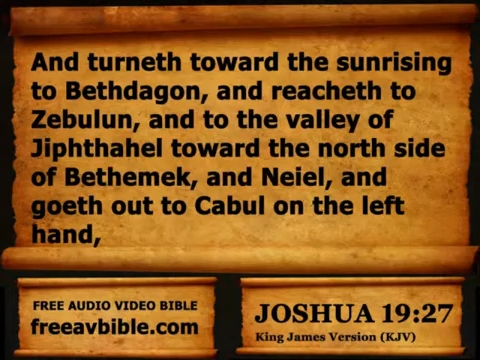 And turneth toward the sunrising
to Bethdagon, and reacheth to
Zebulun, and to the valley of
Jiphthahel toward the north side
of Bethemek, and Neiel, and
goeth out to Cabul on the left
hand,
FREE AUDIO VIDEO BIBLE
freeavbible.com
JOSHUA 19:27
King James Version (KJV)